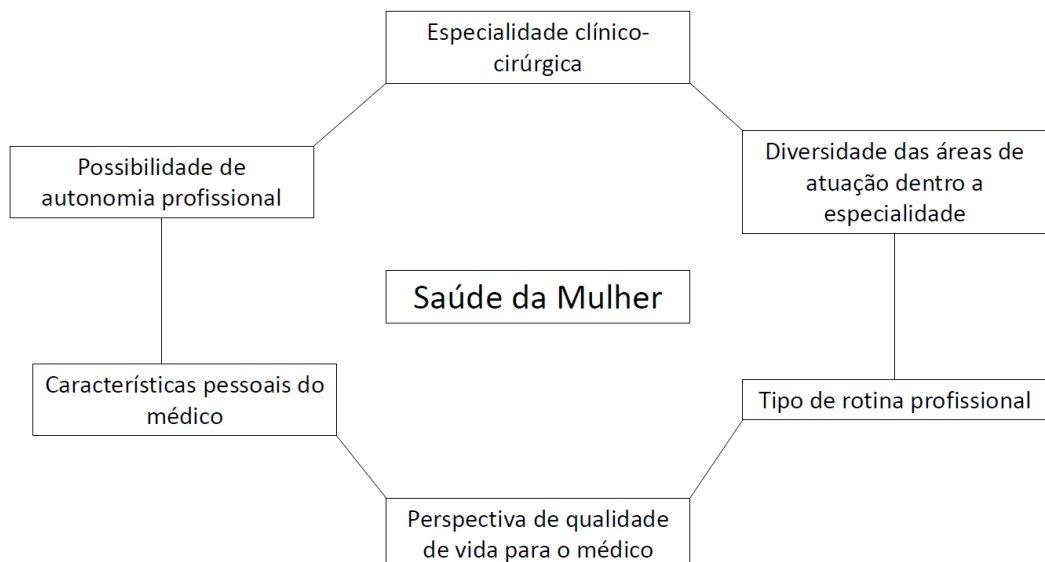 Especialidade clínico-
cirúrgica
Possibilidade de
autonomia profissional
Diversidade das áreas de
atuação dentro a
especialidade
Saúde da Mulher
Características pessoais do
médico
Tipo de rotina profissional
Perspectiva de qualidade
de vida para o médico